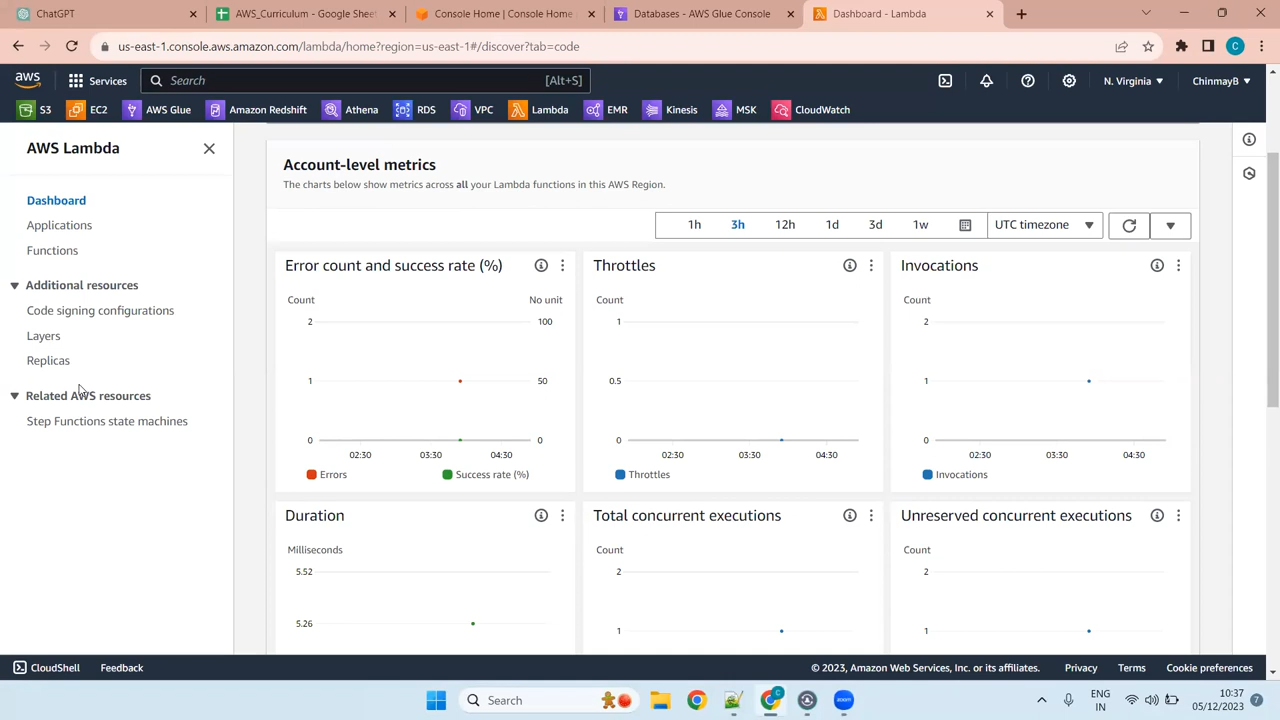 ChatGPT
AWS_Curriculum - Google Sheet
Console Home | Console Home
Databases - AWS Glue Console
Dashboard - Lambda
us-east-1.console.aws.amazon.com/lambda/home?region=us-east-1#/discover?tab=code
C
aws
Services
Search
[Alt+S]
N. Virginia
ChinmayB
S3
EC2
AWS Glue
Amazon Redshift
Athena
RDS
VPC
Lambda
EMR
Kinesis
MSK
CloudWatch
AWS Lambda
Dashboard
Applications
Functions
Additional resources
Code signing configurations
Layers
Replicas
Related AWS resources
Step Functions state machines
Account-level metrics
The charts below show metrics across all your Lambda functions in this AWS Region.
1h 3h 12h 1d 3d 1w
UTC timezone
Error count and success rate (%)
Count No unit
2 100
1 50
0 0
02:30 03:30 04:30
Errors Success rate (%)
Throttles
Count
1
0.5
0
02:30 03:30 04:30
Throttles
Invocations
Count
2
1
0
02:30 03:30 04:30
Invocations
Duration
Milliseconds
5.52
5.26
Total concurrent executions
Count
2
1
Unreserved concurrent executions
Count
2
1
CloudShell
Feedback
© 2023, Amazon Web Services, Inc. or its affiliates.
Privacy
Terms
Cookie preferences
Search
zoom
ENG
IN
10:37
05/12/2023
7